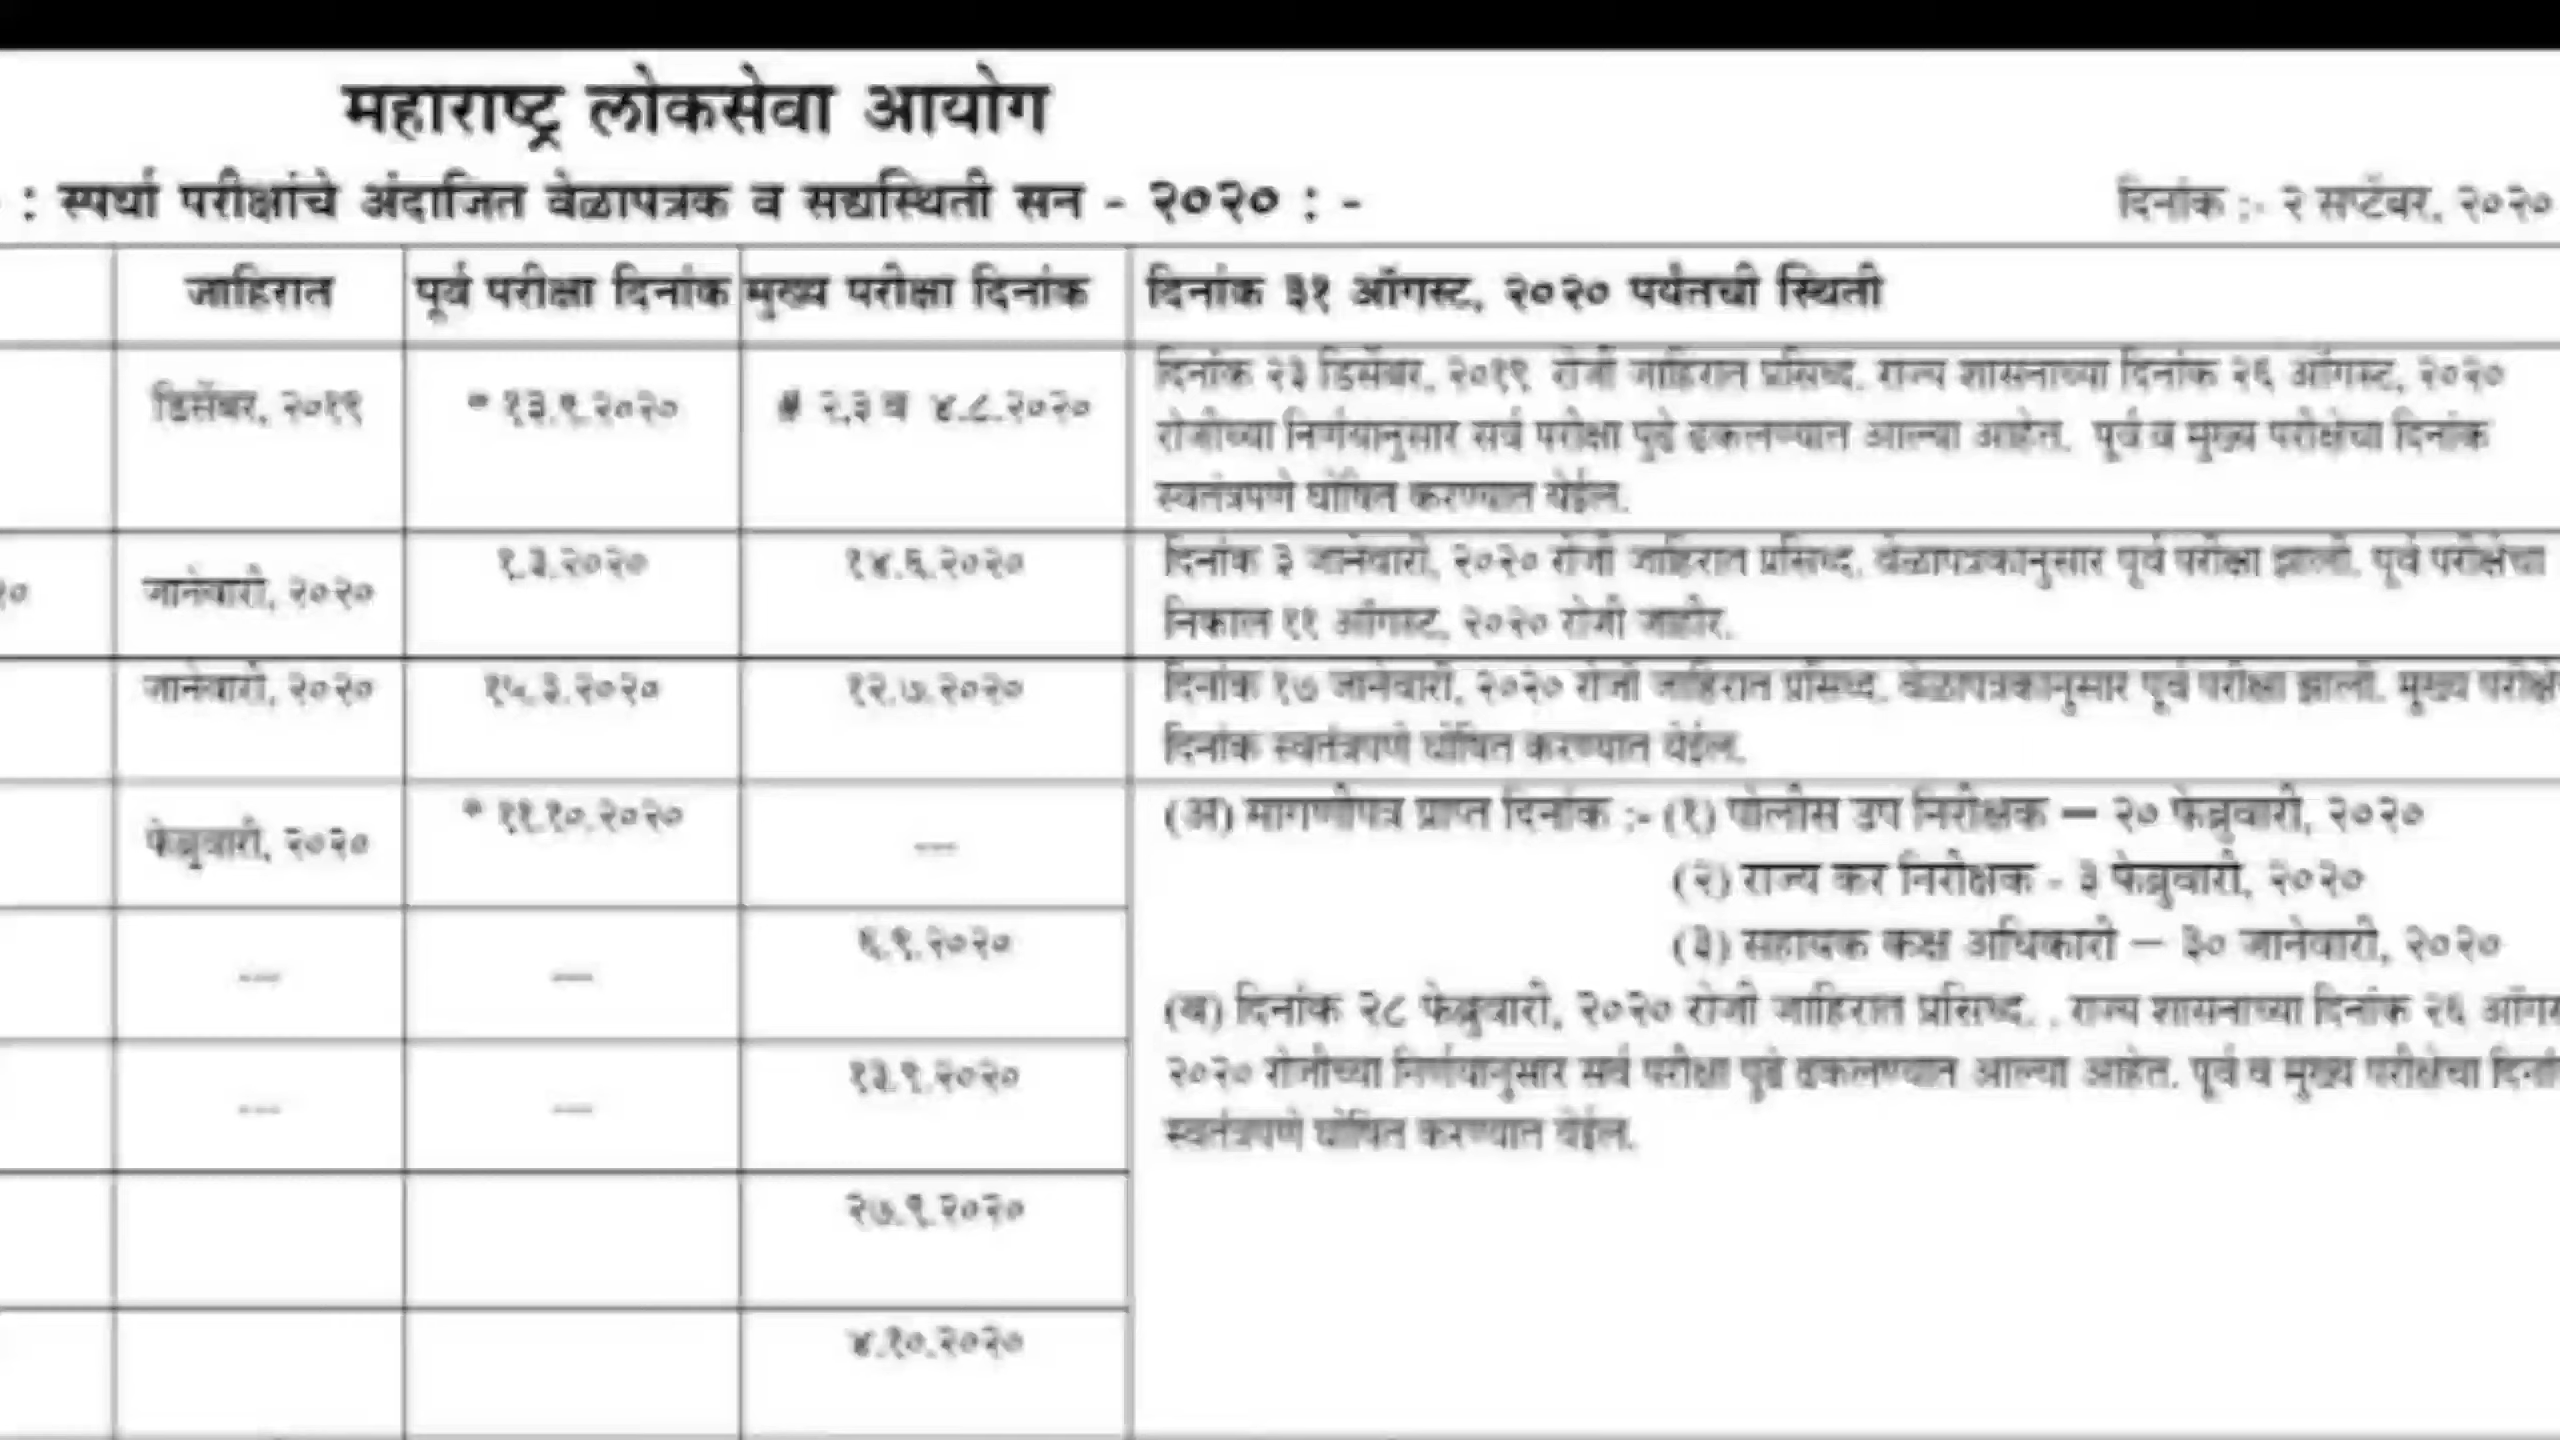 महाराष्ट्र लोकसेवा आयोग
: स्पर्धा परीक्षांचे अंदाजित वेळापत्रक व सद्यस्थिती सन - २०२० : -
दिनांक :- २ सप्टेंबर, २०२०
जाहिरात पूर्व परीक्षा दिनांक मुख्य परीक्षा दिनांक दिनांक ३१ ऑगस्ट, २०२० पर्यंतची स्थिती
डिसेंबर, २०१९ * १३.९.२०२० # २,३ व ४.८.२०२०
दिनांक २३ डिसेंबर, २०१९ रोजी जाहिरात प्रसिध्द. राज्य शासनाच्या दिनांक २६ ऑगस्ट, २०२०
रोजीच्या निर्णयानुसार सर्व परीक्षा पुढे ढकलण्यात आल्या आहेत. पूर्व व मुख्य परीक्षेचा दिनांक
स्वतंत्रपणे घोषित करण्यात येईल.
२०
जानेवारी, २०२० १.३.२०२० १४.६.२०२०
दिनांक ३ जानेवारी, २०२० रोजी जाहिरात प्रसिध्द. वेळापत्रकानुसार पूर्व परीक्षा झाली. पूर्व परीक्षेचा
निकाल ११ ऑगस्ट, २०२० रोजी जाहीर.
जानेवारी, २०२० १५.३.२०२० १२.७.२०२०
दिनांक १७ जानेवारी, २०२० रोजी जाहिरात प्रसिध्द. वेळापत्रकानुसार पूर्व परीक्षा झाली. मुख्य
दिनांक स्वतंत्रपणे घोषित करण्यात येईल.
फेब्रुवारी, २०२० * ११.१०.२०२० ---
(अ) मागणीपत्र प्राप्त दिनांक :- (१) पोलीस उप निरीक्षक – २० फेब्रुवारी, २०२०
(२) राज्य कर निरीक्षक - ३ फेब्रुवारी, २०२०
(३) सहायक कक्ष अधिकारी – ३० जानेवारी, २०२०
(ब) दिनांक २८ फेब्रुवारी, २०२० रोजी जाहिरात प्रसिध्द. . राज्य शासनाच्या दिनांक २६
२०२० रोजीच्या निर्णयानुसार सर्व परीक्षा पुढे ढकलण्यात आल्या आहेत. पूर्व व मुख्य परीक्षेचा
स्वतंत्रपणे घोषित करण्यात येईल.
--- --- ६.९.२०२०
--- --- १३.९.२०२०
२७.९.२०२०
४.१०.२०२०